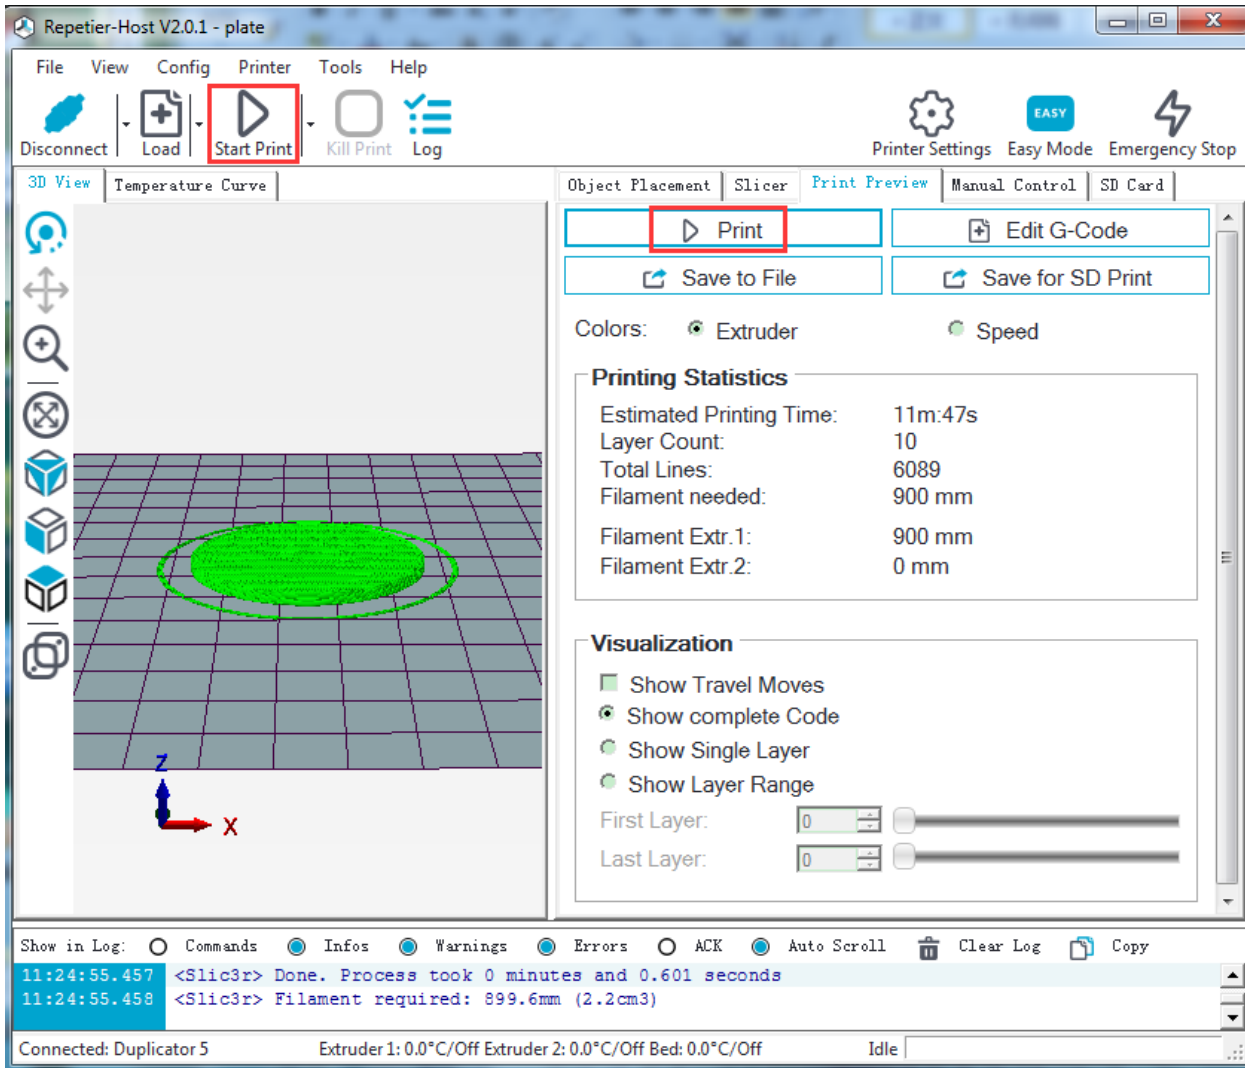 Repetier-Host V2.0.1 - plate
File View Config Printer Tools Help
Disconnect Load Start Print Kill Print Log Printer Settings EASY Easy Mode Emergency Stop
3D View Temperature Curve Object Placement Slicer Print Preview Manual Control SD Card
Print Edit G-Code
Save to File Save for SD Print
Colors: Extruder Speed
Printing Statistics
Estimated Printing Time: 11m:47s
Layer Count: 10
Total Lines: 6089
Filament needed: 900 mm
Filament Extr.1: 900 mm
Filament Extr.2: 0 mm
Visualization
Show Travel Moves
Show complete Code
Show Single Layer
Show Layer Range
First Layer: 0
Last Layer: 0
Z
X
Show in Log: Commands Infos Warnings Errors ACK Auto Scroll Clear Log Copy
11:24:55.457 <Slic3r> Done. Process took 0 minutes and 0.601 seconds
11:24:55.458 <Slic3r> Filament required: 899.6mm (2.2cm3)
Connected: Duplicator 5 Extruder 1: 0.0°C/Off Extruder 2: 0.0°C/Off Bed: 0.0°C/Off Idle